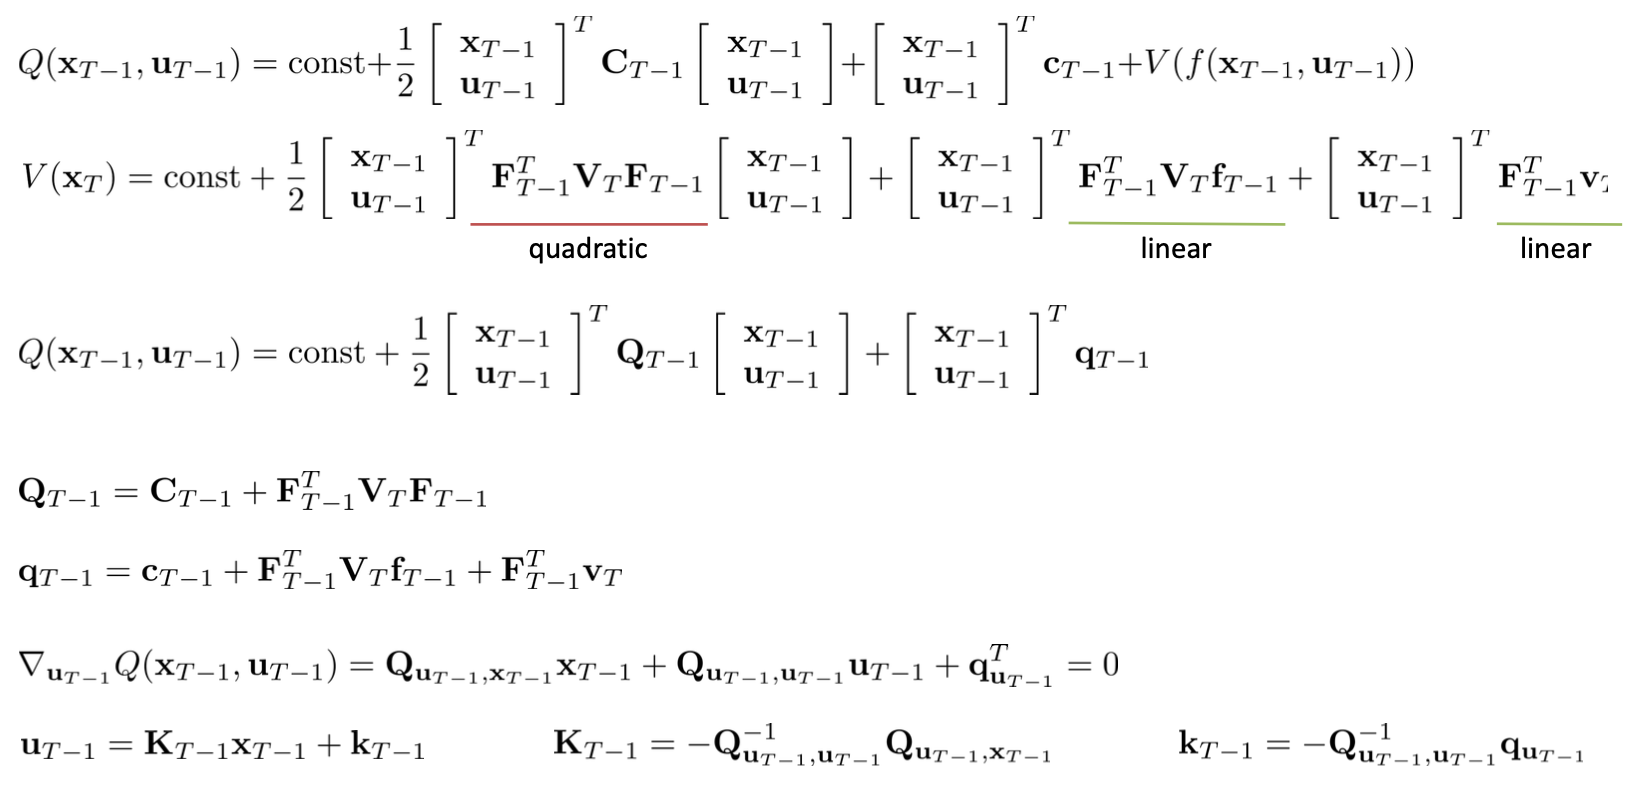 Q(𝐱_{T−1}, 𝐮_{T−1}) = const + \frac{1}{2} [ 𝐱_{T−1} ; 𝐮_{T−1} ]^T 𝐂_{T−1} [ 𝐱_{T−1} ; 𝐮_{T−1} ] + [ 𝐱_{T−1} ; 𝐮_{T−1} ]^T 𝐜_{T−1} + V(f(𝐱_{T−1}, 𝐮_{T−1}))
V(𝐱_T) = const + \frac{1}{2} [ 𝐱_{T−1} ; 𝐮_{T−1} ]^T 𝐅_{T−1}^T 𝐕_T 𝐅_{T−1} [ 𝐱_{T−1} ; 𝐮_{T−1} ] + [ 𝐱_{T−1} ; 𝐮_{T−1} ]^T 𝐅_{T−1}^T 𝐕_T 𝐟_{T−1} + [ 𝐱_{T−1} ; 𝐮_{T−1} ]^T 𝐅_{T−1}^T 𝐯_T
quadratic linear linear
Q(𝐱_{T−1}, 𝐮_{T−1}) = const + \frac{1}{2} [ 𝐱_{T−1} ; 𝐮_{T−1} ]^T 𝐐_{T−1} [ 𝐱_{T−1} ; 𝐮_{T−1} ] + [ 𝐱_{T−1} ; 𝐮_{T−1} ]^T 𝐪_{T−1}
𝐐_{T−1} = 𝐂_{T−1} + 𝐅_{T−1}^T 𝐕_T 𝐅_{T−1}
𝐪_{T−1} = 𝐜_{T−1} + 𝐅_{T−1}^T 𝐕_T 𝐟_{T−1} + 𝐅_{T−1}^T 𝐯_T
∇_{𝐮_{T−1}} Q(𝐱_{T−1}, 𝐮_{T−1}) = 𝐐_{𝐮_{T−1},𝐱_{T−1}} 𝐱_{T−1} + 𝐐_{𝐮_{T−1},𝐮_{T−1}} 𝐮_{T−1} + 𝐪_{𝐮_{T−1}}^T = 0
𝐮_{T−1} = 𝐊_{T−1} 𝐱_{T−1} + 𝐤_{T−1} 𝐊_{T−1} = −𝐐_{𝐮_{T−1},𝐮_{T−1}}^{−1} 𝐐_{𝐮_{T−1},𝐱_{T−1}} 𝐤_{T−1} = −𝐐_{𝐮_{T−1},𝐮_{T−1}}^{−1} 𝐪_{𝐮_{T−1}}